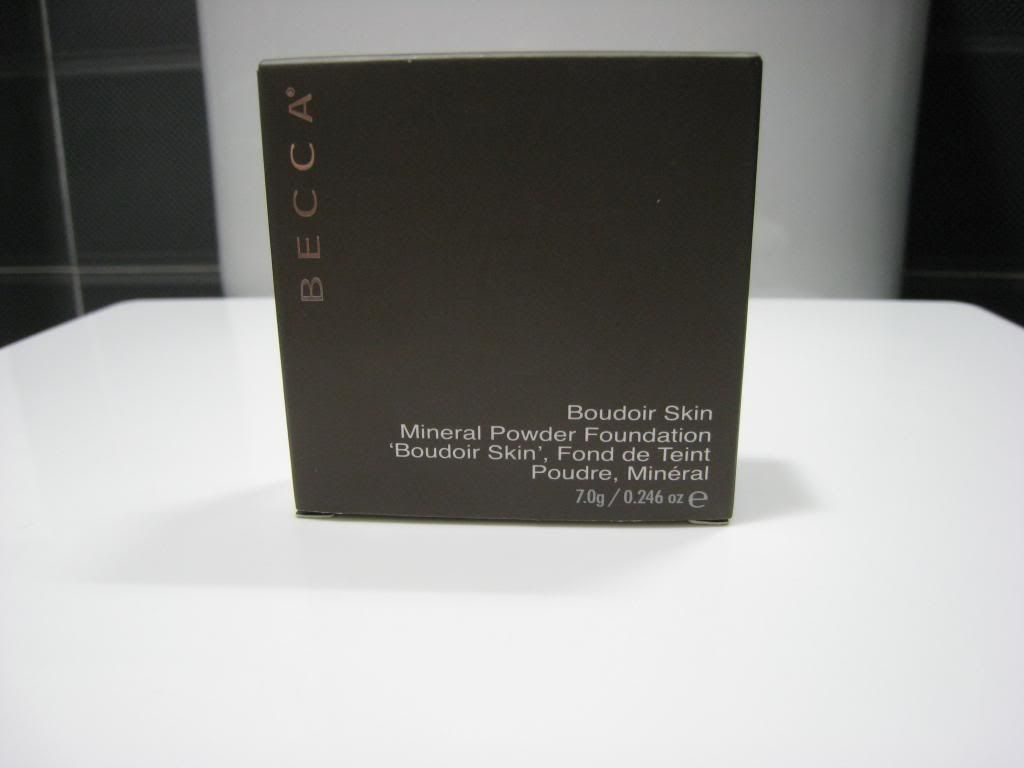 BECCA®
Boudoir Skin
Mineral Powder Foundation
‘Boudoir Skin’, Fond de Teint
Poudre, Minéral
7.0g / 0.246 oz ℮